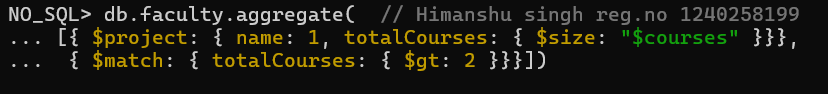 NO_SQL> db.faculty.aggregate(  // Himanshu singh reg.no 1240258199
... [{ $project: { name: 1, totalCourses: { $size: "$courses" }}},
...  { $match: { totalCourses: { $gt: 2 }}}])